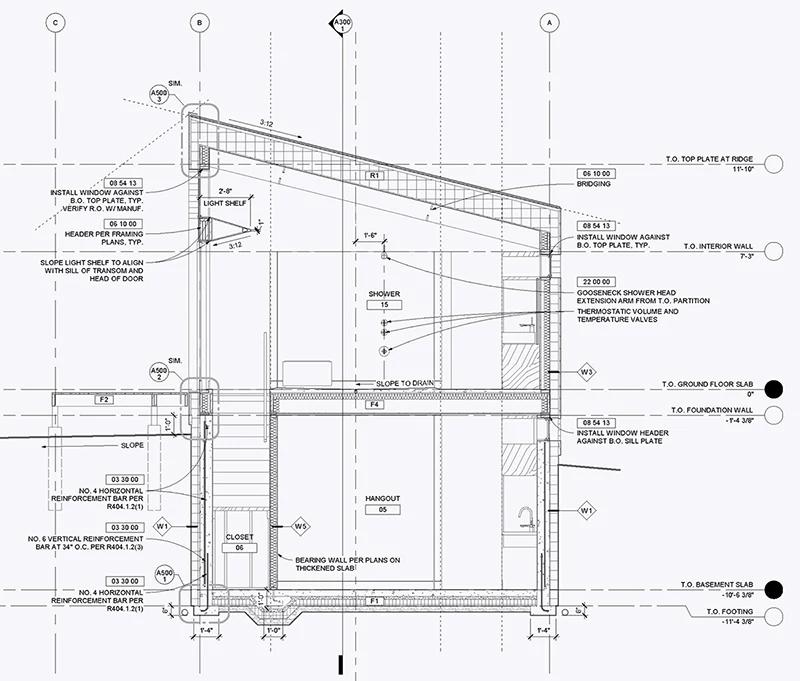 C
B
A300
1
A
SIM.
A500
3
3:12
R1
T.O. TOP PLATE AT RIDGE
11'-10"
06 10 00
BRIDGING
08 54 13
INSTALL WINDOW AGAINST
B.O. TOP PLATE, TYP.
VERIFY R.O. W/ MANUF.
2'-8"
LIGHT SHELF
1"
3:12
06 10 00
HEADER PER FRAMING
PLANS, TYP.
SLOPE LIGHT SHELF TO ALIGN
WITH SILL OF TRANSOM AND
HEAD OF DOOR
1'-6"
08 54 13
INSTALL WINDOW AGAINST
B.O. TOP PLATE, TYP.
T.O. INTERIOR WALL
7'-3"
22 00 00
GOOSENECK SHOWER HEAD
EXTENSION ARM FROM T.O. PARTITION
THERMOSTATIC VOLUME AND
TEMPERATURE VALVES
SHOWER
15
SIM.
A500
2
SLOPE TO DRAIN
W3
T.O. GROUND FLOOR SLAB
0"
F2
F4
T.O. FOUNDATION WALL
-1'-4 3/8"
1'-0"
SLOPE
08 54 13
INSTALL WINDOW HEADER
AGAINST B.O. SILL PLATE
03 30 00
NO. 4 HORIZONTAL
REINFORCEMENT BAR PER
R404.1.2(1)
HANGOUT
05
03 30 00
NO. 6 VERTICAL REINFORCEMENT
BAR AT 34" O.C. PER R404.1.2(3)
W1
W5
W1
CLOSET
06
BEARING WALL PER PLANS ON
THICKENED SLAB
A500
1
03 30 00
NO. 4 HORIZONTAL
REINFORCEMENT BAR PER
R404.1.2(1)
1'-0"
F1
T.O. BASEMENT SLAB
-10'-6 3/8"
T.O. FOOTING
-11'-4 3/8"
6"
6"
1'-4"
1'-0"
1'-4"